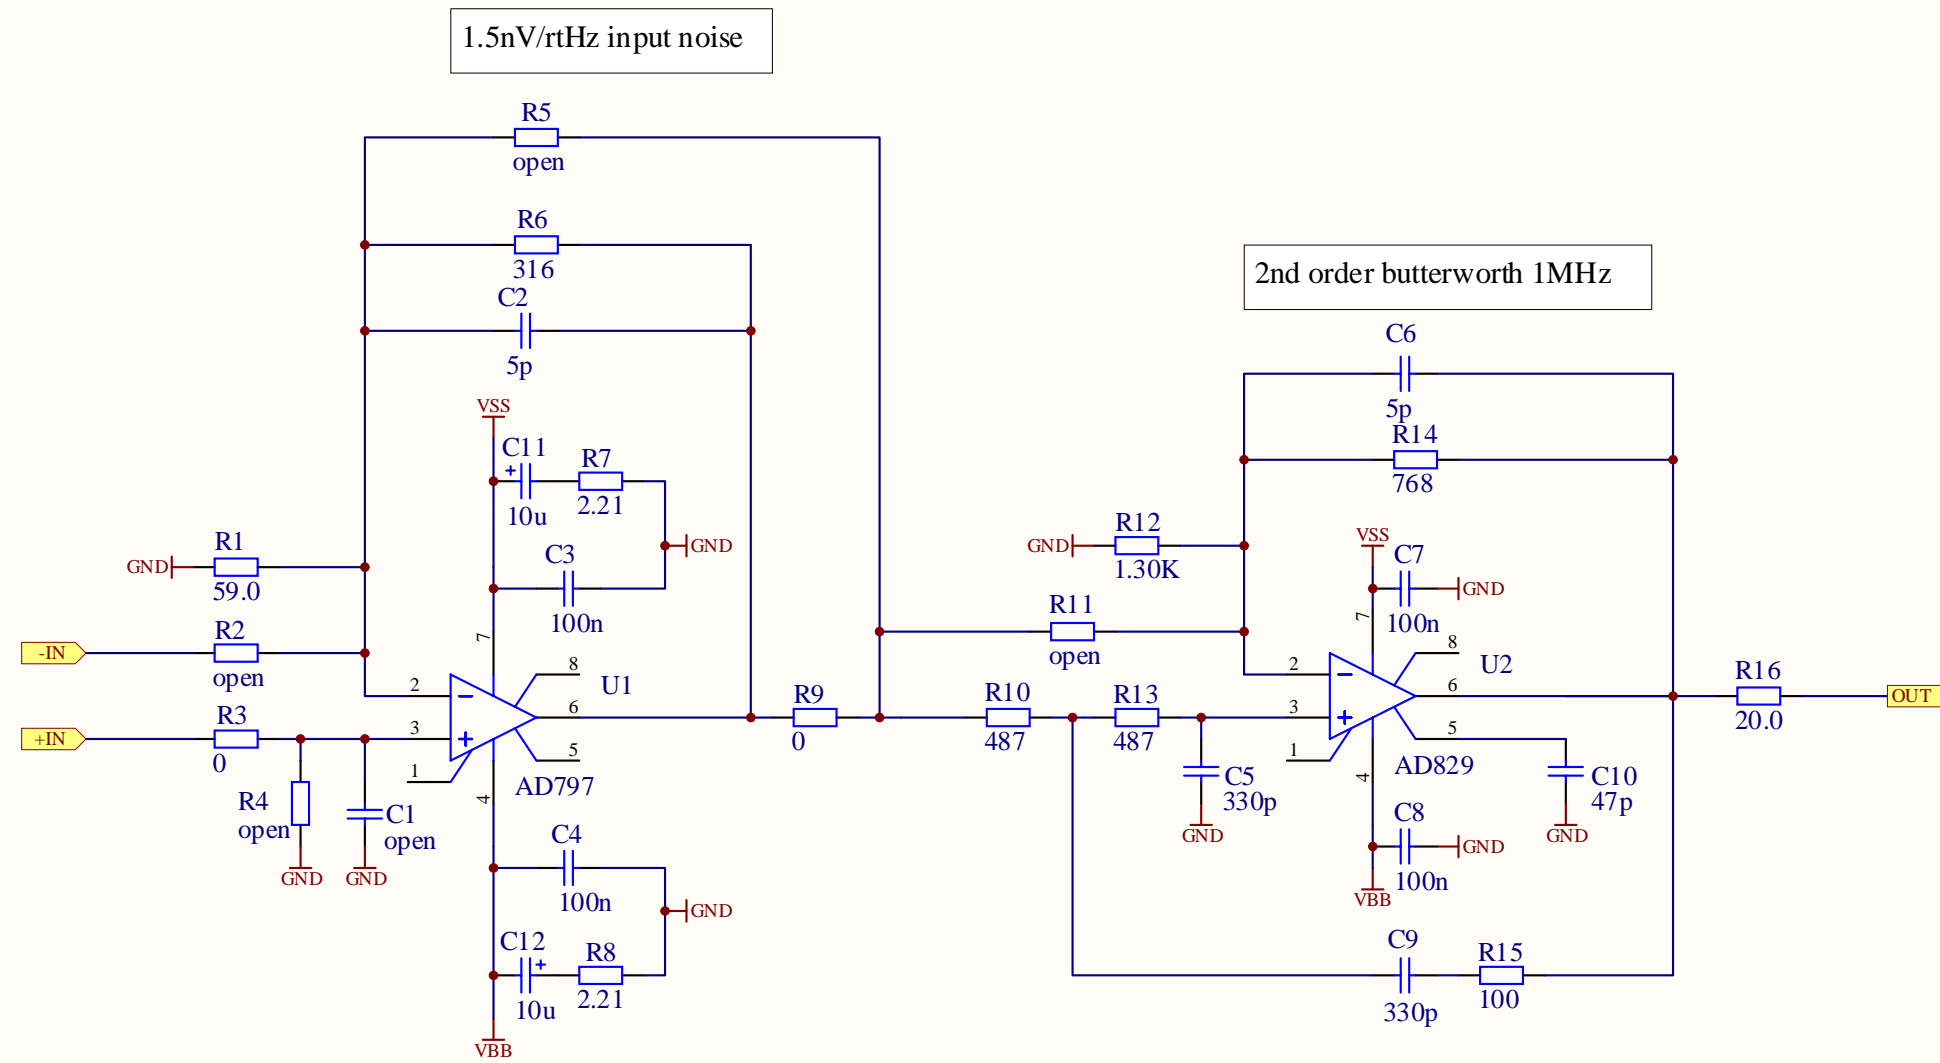 1.5nV/rtHz input noise
R5
open
R6
316
C2
5p
2nd order butterworth 1MHz
C6
5p
R14
768
VSS
C11
+
10u
R7
2.21
GND
C3
100n
R1
GND
59.0
R2
-IN
open
R3
+IN
0
R4
open
GND
C1
open
GND
7
2
3
1
4
8
6
5
U1
AD797
C4
100n
GND
C12
+
10u
R8
2.21
VBB
R9
0
R12
GND
1.30K
R11
open
R10
487
R13
487
C5
330p
GND
VSS
C7
GND
100n
7
2
3
1
4
8
6
5
U2
AD829
C10
47p
GND
C8
GND
100n
VBB
R16
OUT
20.0
C9
330p
R15
100